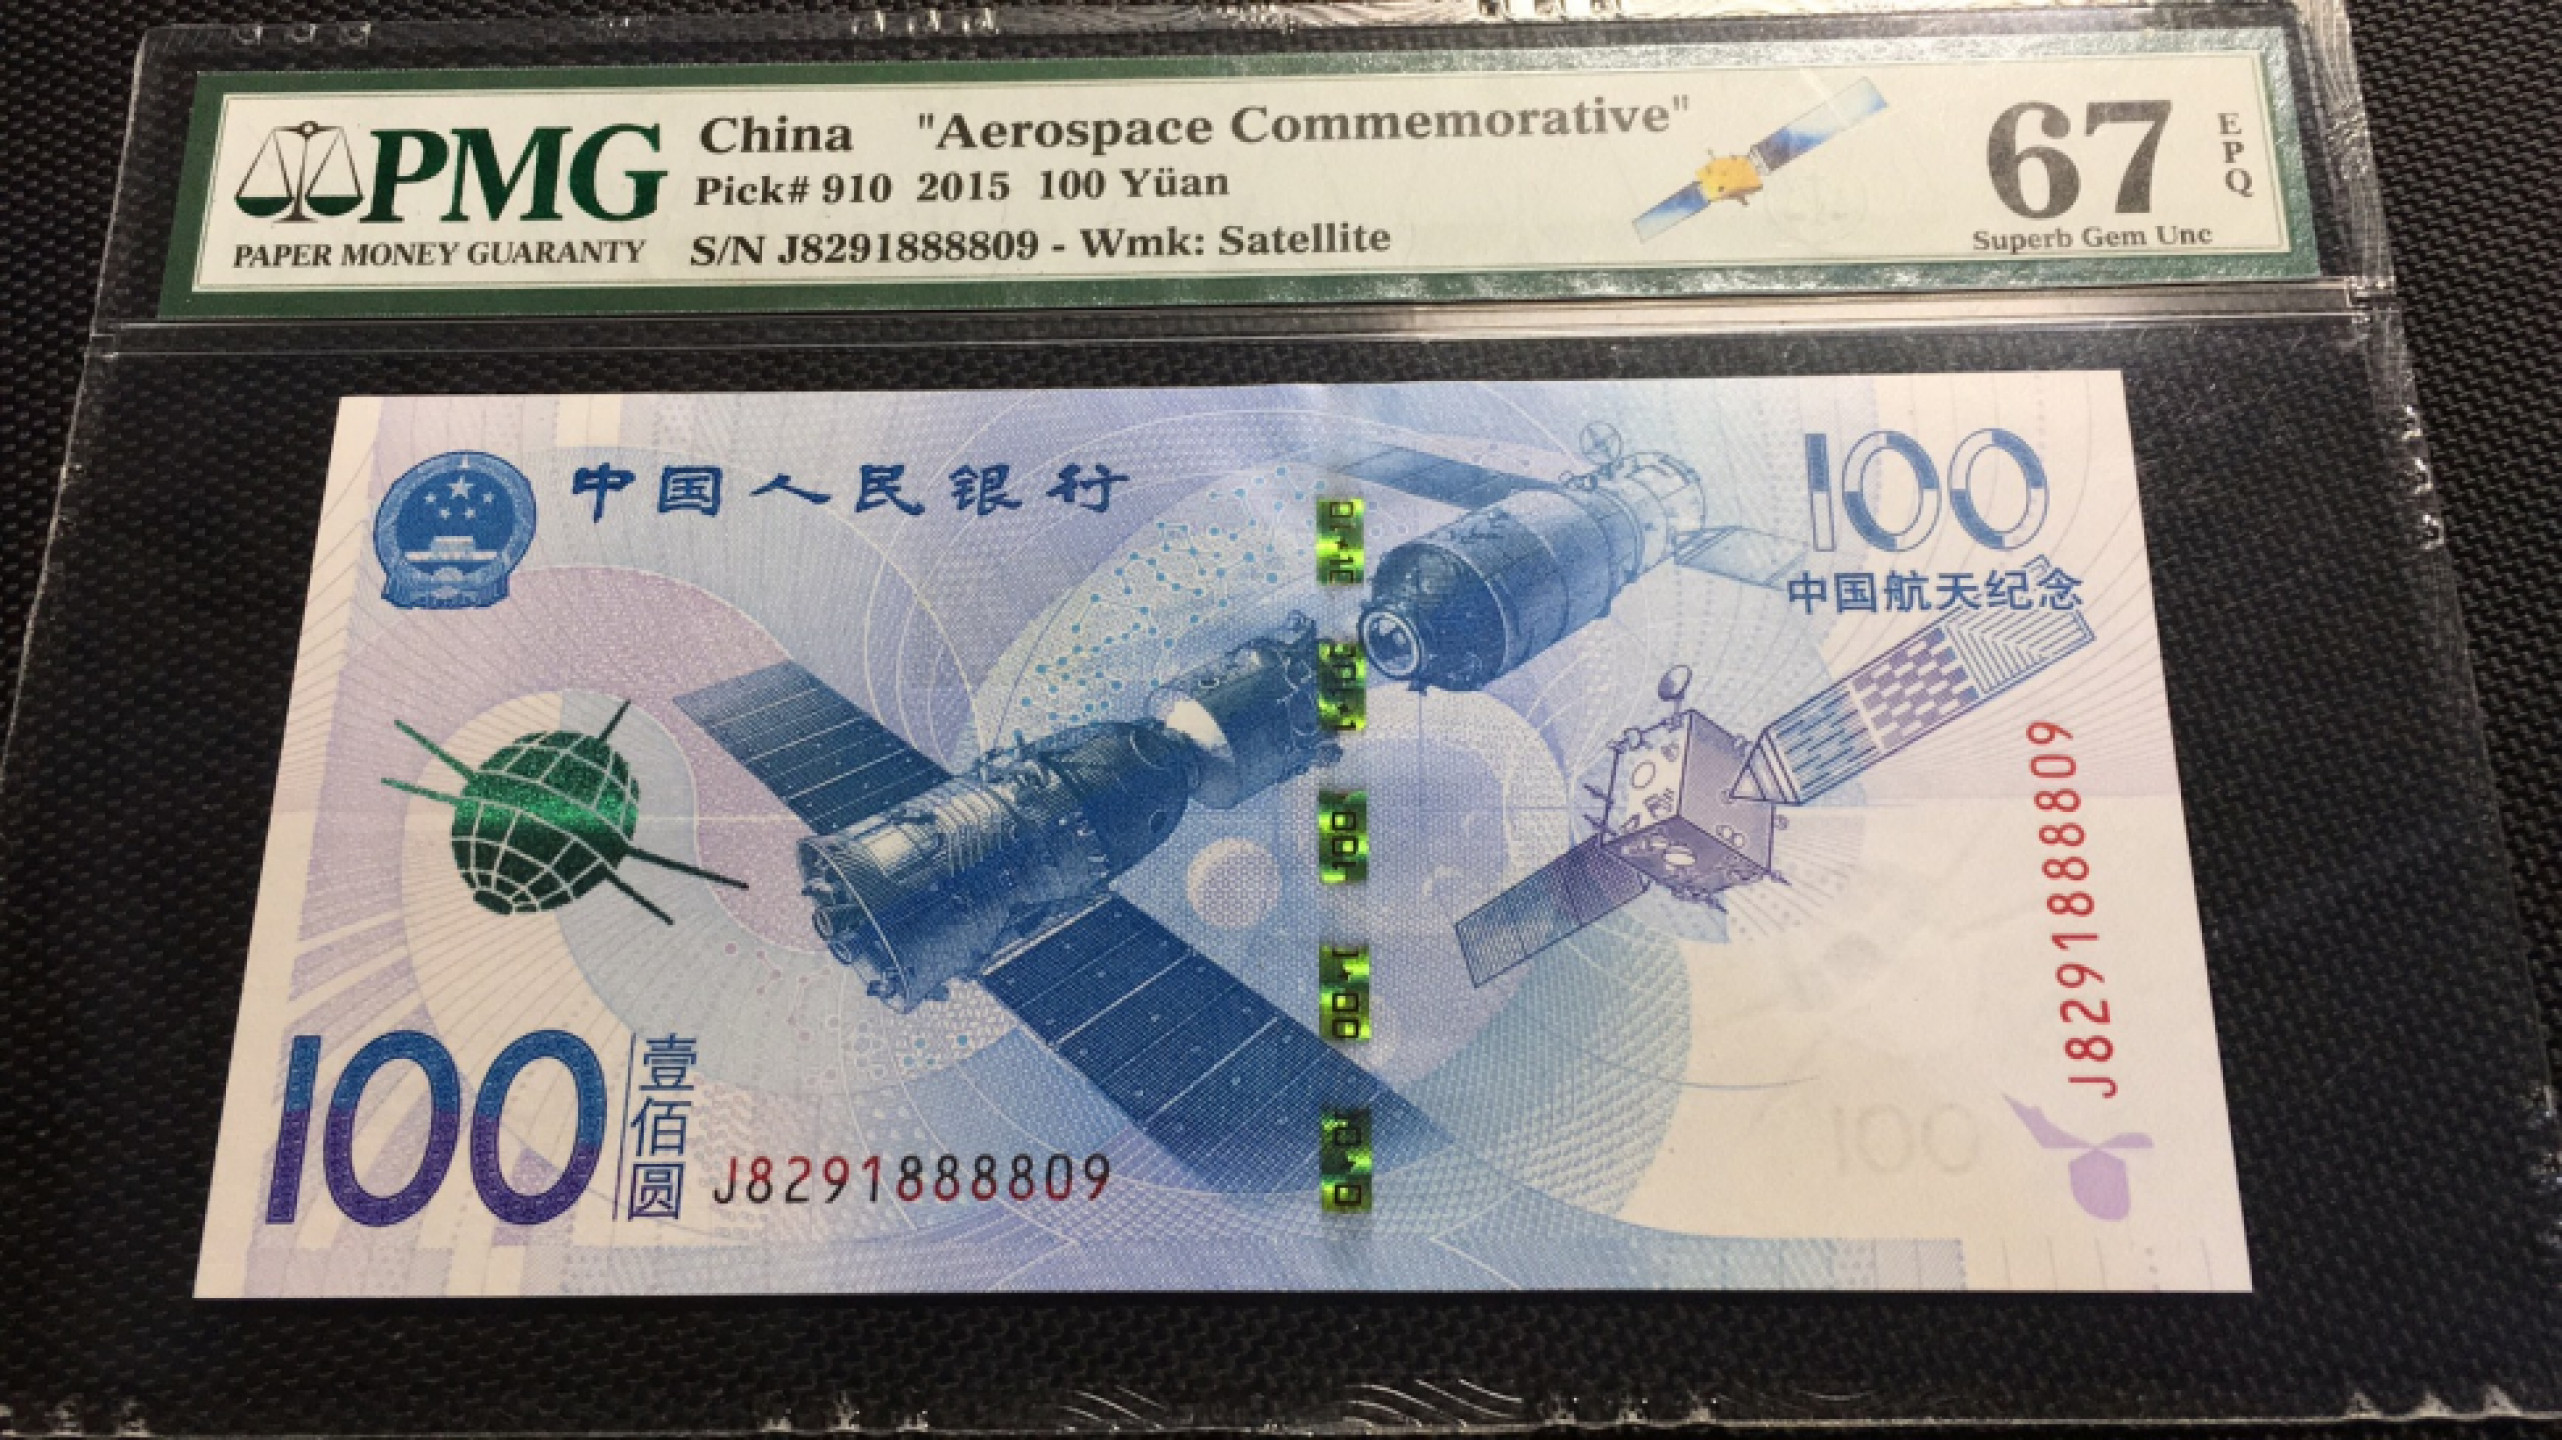 PMG
PAPER MONEY GUARANTY
China "Aerospace Commemorative"
Pick# 910 2015 100 Yüan
S/N J8291888809 - Wmk: Satellite
67
EPQ
Superb Gem Unc
中国人民银行
100
中国航天纪念
J8291888809
100
壹佰圆
J8291888809
100